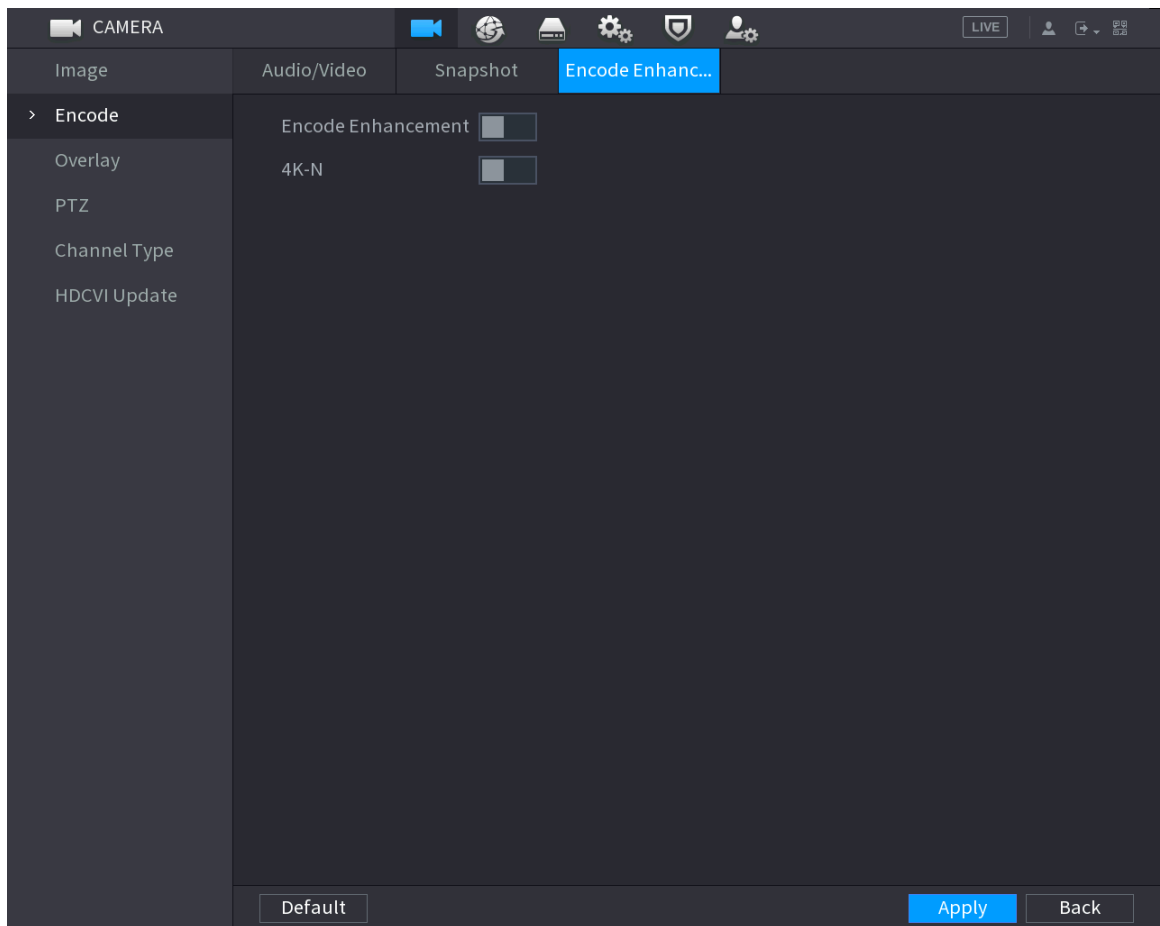 CAMERA
LIVE
Image
Audio/Video
Snapshot
Encode Enhanc...
> Encode
Encode Enhancement
Overlay
4K-N
PTZ
Channel Type
HDCVI Update
Default
Apply
Back